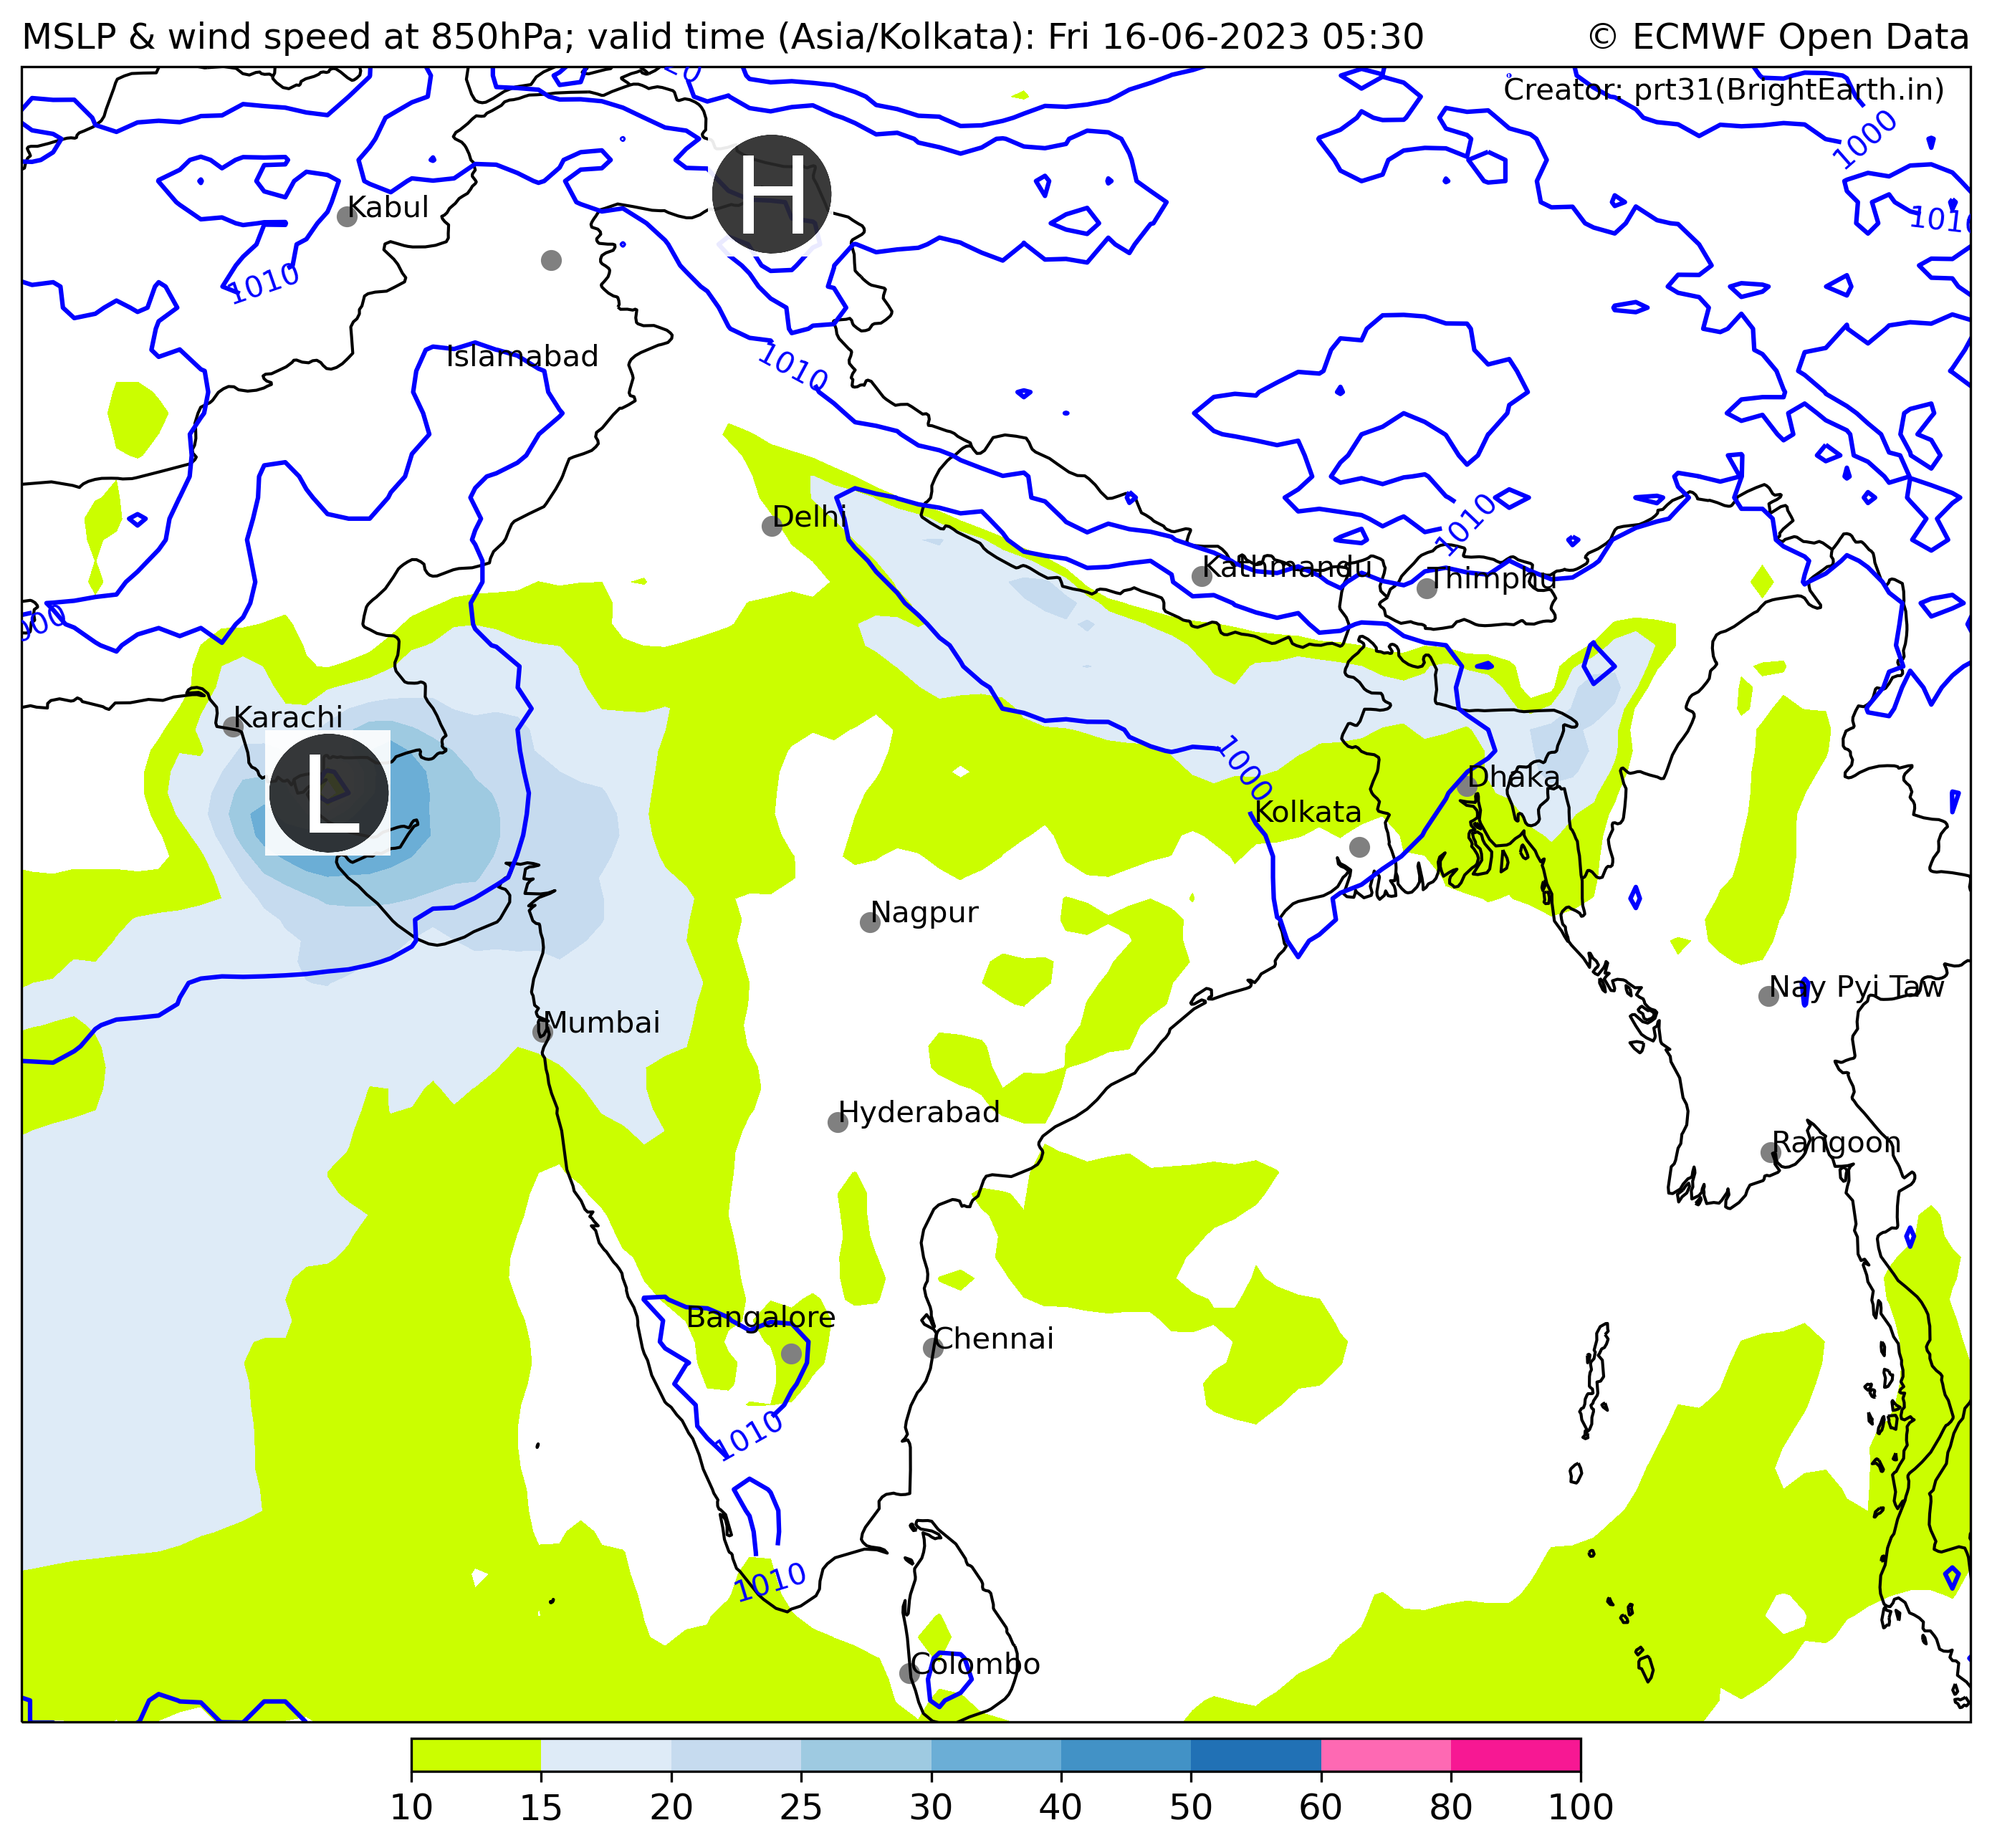 MSLP & wind speed at 850hPa; valid time (Asia/Kolkata): Fri 16-06-2023 05:30 © ECMWF Open Data
Creator: prt31(BrightEarth.in)
1000
H
Kabul
1010
1010
Islamabad
1010
Delhi
1010
Kathmandu
Thimphu
Karachi
L
1000
Dhaka
Kolkata
Nagpur
Nay Pyi Taw
Mumbai
Hyderabad
Rangoon
Bangalore
Chennai
1010
1010
Colombo
10 15 20 25 30 40 50 60 80 100